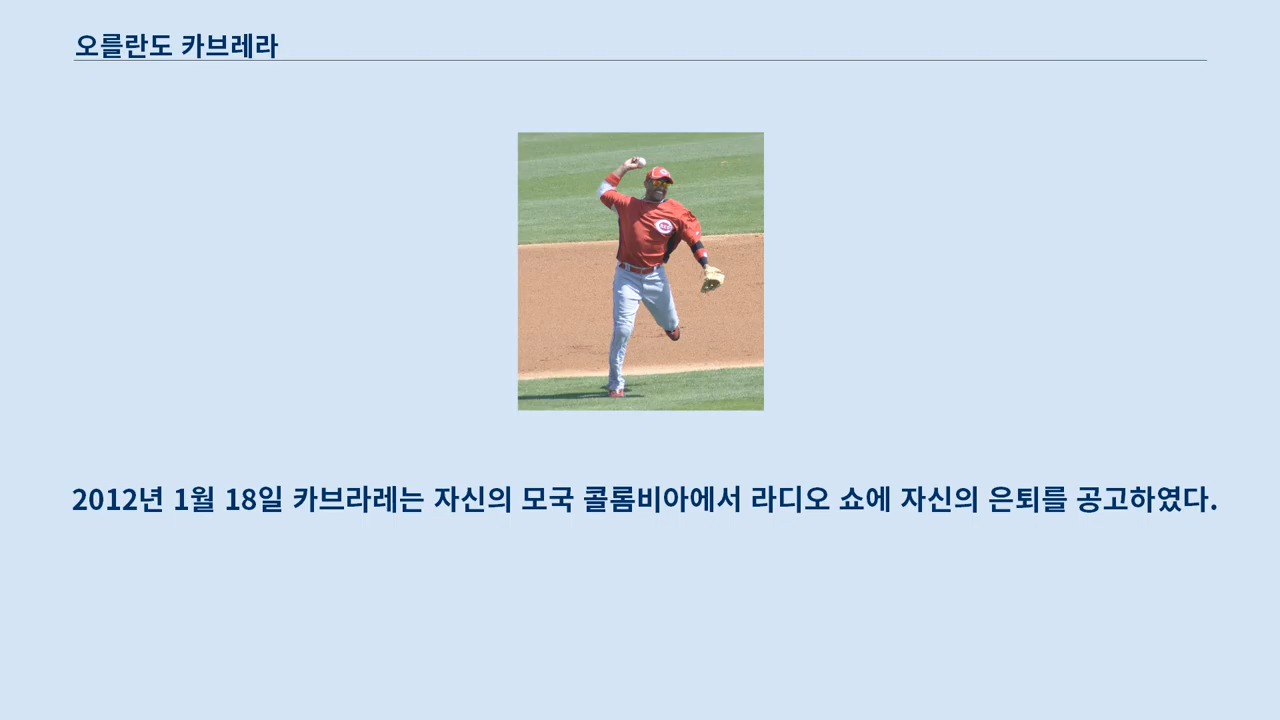 오를란도 카브레라
2012년 1월 18일 카브라레는 자신의 모국 콜롬비아에서 라디오 쇼에 자신의 은퇴를 공고하였다.